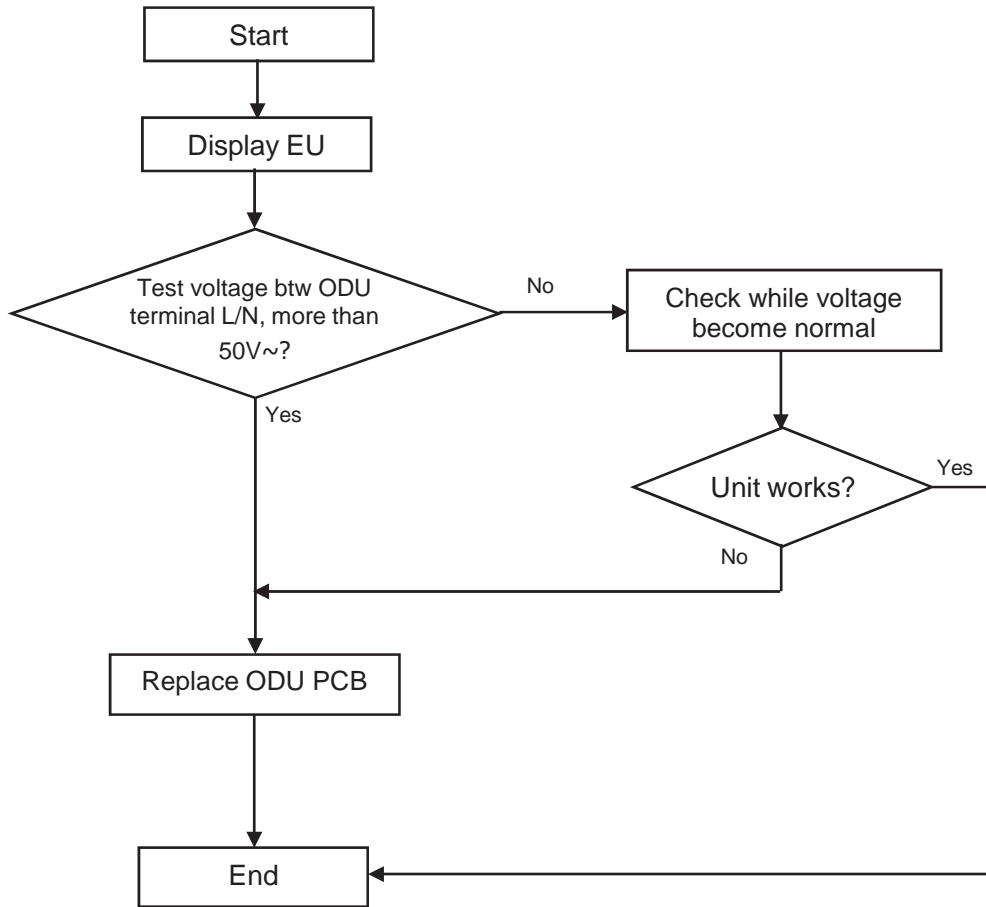 Start
Display EU
Test voltage btw ODU
terminal L/N, more than
50V~?
No
Check while voltage
become normal
Yes
Unit works?
Yes
No
Replace ODU PCB
End